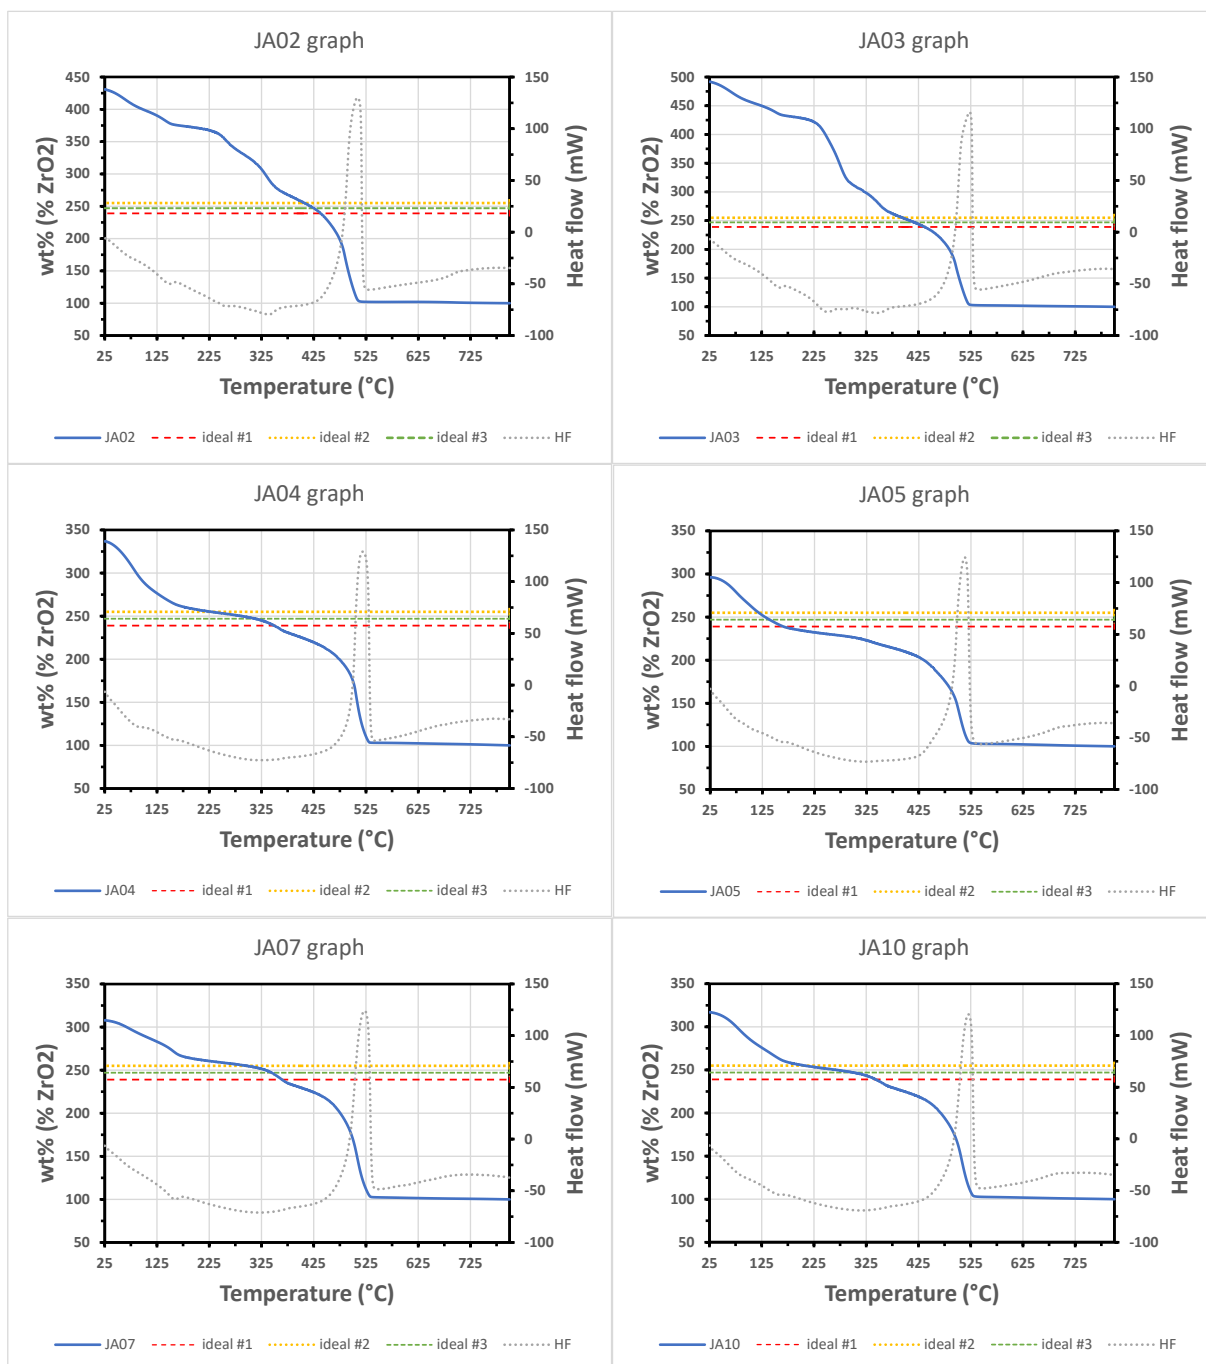 JA02 graph
450
400
350
300
250
200
150
100
50
wt% (% ZrO2)
150
100
50
0
-50
-100
Heat flow (mW)
25 125 225 325 425 525 625 725
Temperature (°C)
JA02 ideal #1 ideal #2 ideal #3 HF
JA03 graph
500
450
400
350
300
250
200
150
100
50
wt% (% ZrO2)
150
100
50
0
-50
-100
Heat flow (mW)
25 125 225 325 425 525 625 725
Temperature (°C)
JA03 ideal #1 ideal #2 ideal #3 HF
JA04 graph
350
300
250
200
150
100
50
wt% (% ZrO2)
150
100
50
0
-50
-100
Heat flow (mW)
25 125 225 325 425 525 625 725
Temperature (°C)
JA04 ideal #1 ideal #2 ideal #3 HF
JA05 graph
350
300
250
200
150
100
50
wt% (% ZrO2)
150
100
50
0
-50
-100
Heat flow (mW)
25 125 225 325 425 525 625 725
Temperature (°C)
JA05 ideal #1 ideal #2 ideal #3 HF
JA07 graph
350
300
250
200
150
100
50
wt% (% ZrO2)
150
100
50
0
-50
-100
Heat flow (mW)
25 125 225 325 425 525 625 725
Temperature (°C)
JA07 ideal #1 ideal #2 ideal #3 HF
JA10 graph
350
300
250
200
150
100
50
wt% (% ZrO2)
150
100
50
0
-50
-100
Heat flow (mW)
25 125 225 325 425 525 625 725
Temperature (°C)
JA10 ideal #1 ideal #2 ideal #3 HF